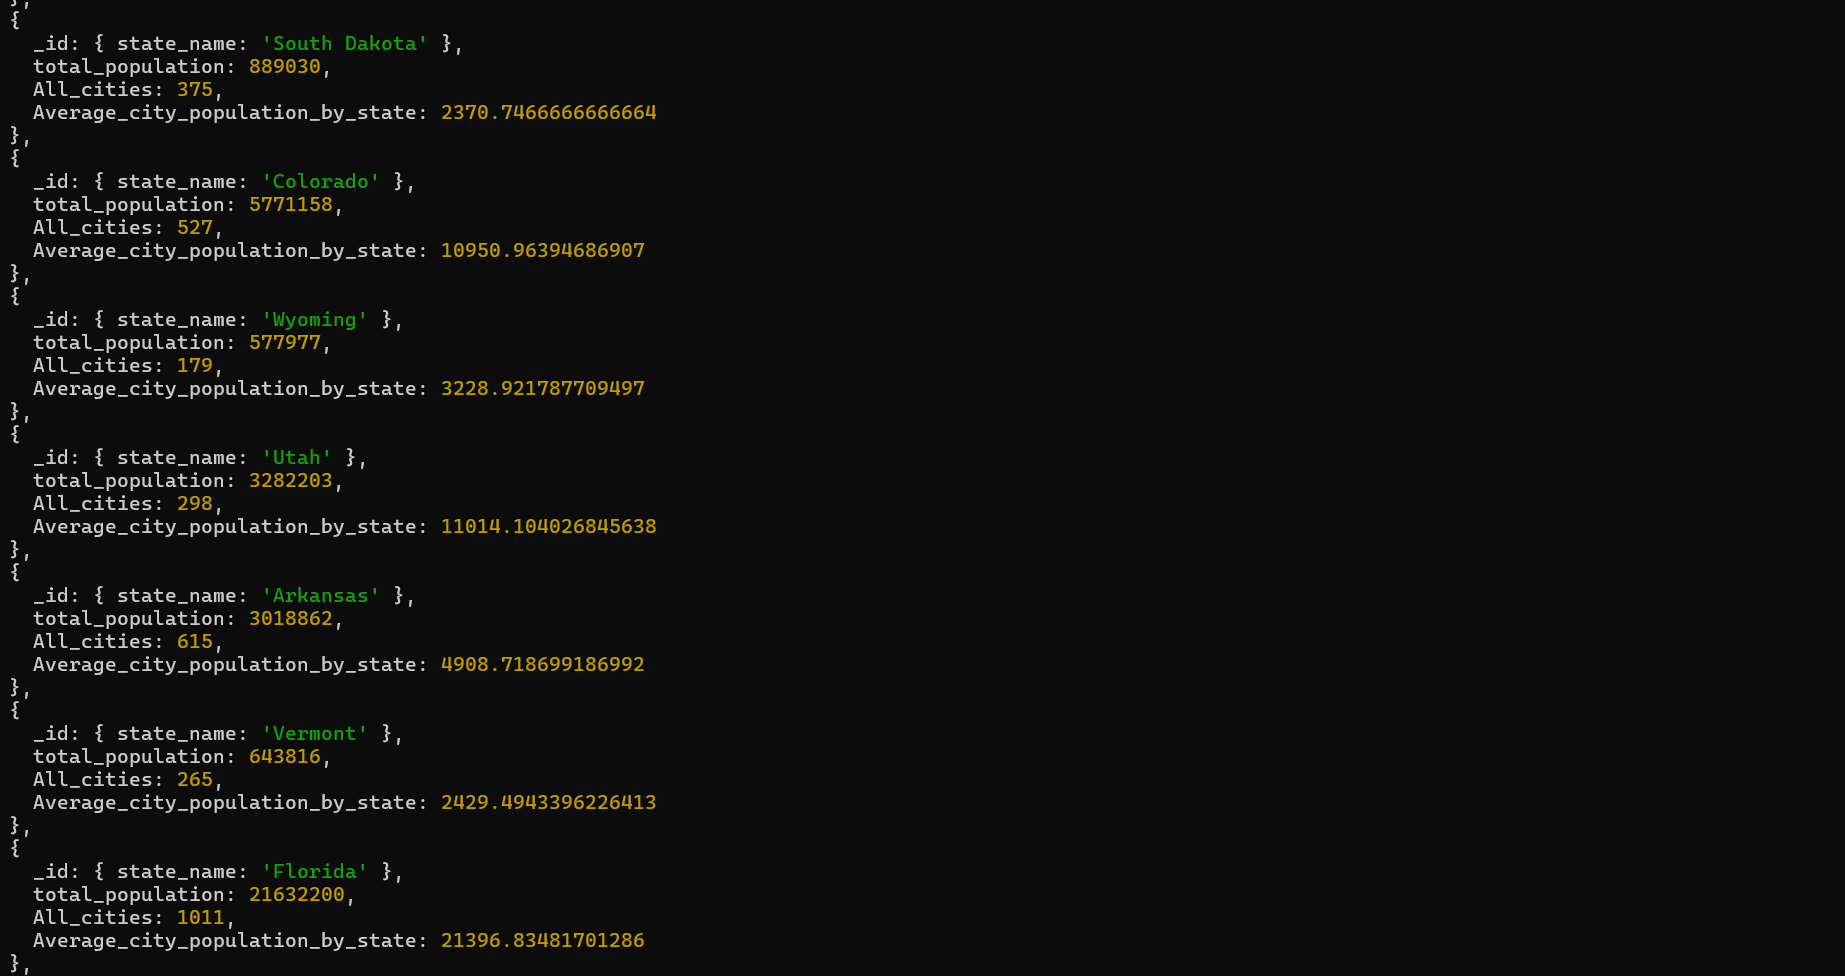 },
{
  _id: { state_name: 'South Dakota' },
  total_population: 889030,
  All_cities: 375,
  Average_city_population_by_state: 2370.7466666666664
},
{
  _id: { state_name: 'Colorado' },
  total_population: 5771158,
  All_cities: 527,
  Average_city_population_by_state: 10950.96394686907
},
{
  _id: { state_name: 'Wyoming' },
  total_population: 577977,
  All_cities: 179,
  Average_city_population_by_state: 3228.921787709497
},
{
  _id: { state_name: 'Utah' },
  total_population: 3282203,
  All_cities: 298,
  Average_city_population_by_state: 11014.104026845638
},
{
  _id: { state_name: 'Arkansas' },
  total_population: 3018862,
  All_cities: 615,
  Average_city_population_by_state: 4908.718699186992
},
{
  _id: { state_name: 'Vermont' },
  total_population: 643816,
  All_cities: 265,
  Average_city_population_by_state: 2429.4943396226413
},
{
  _id: { state_name: 'Florida' },
  total_population: 21632200,
  All_cities: 1011,
  Average_city_population_by_state: 21396.83481701286
},